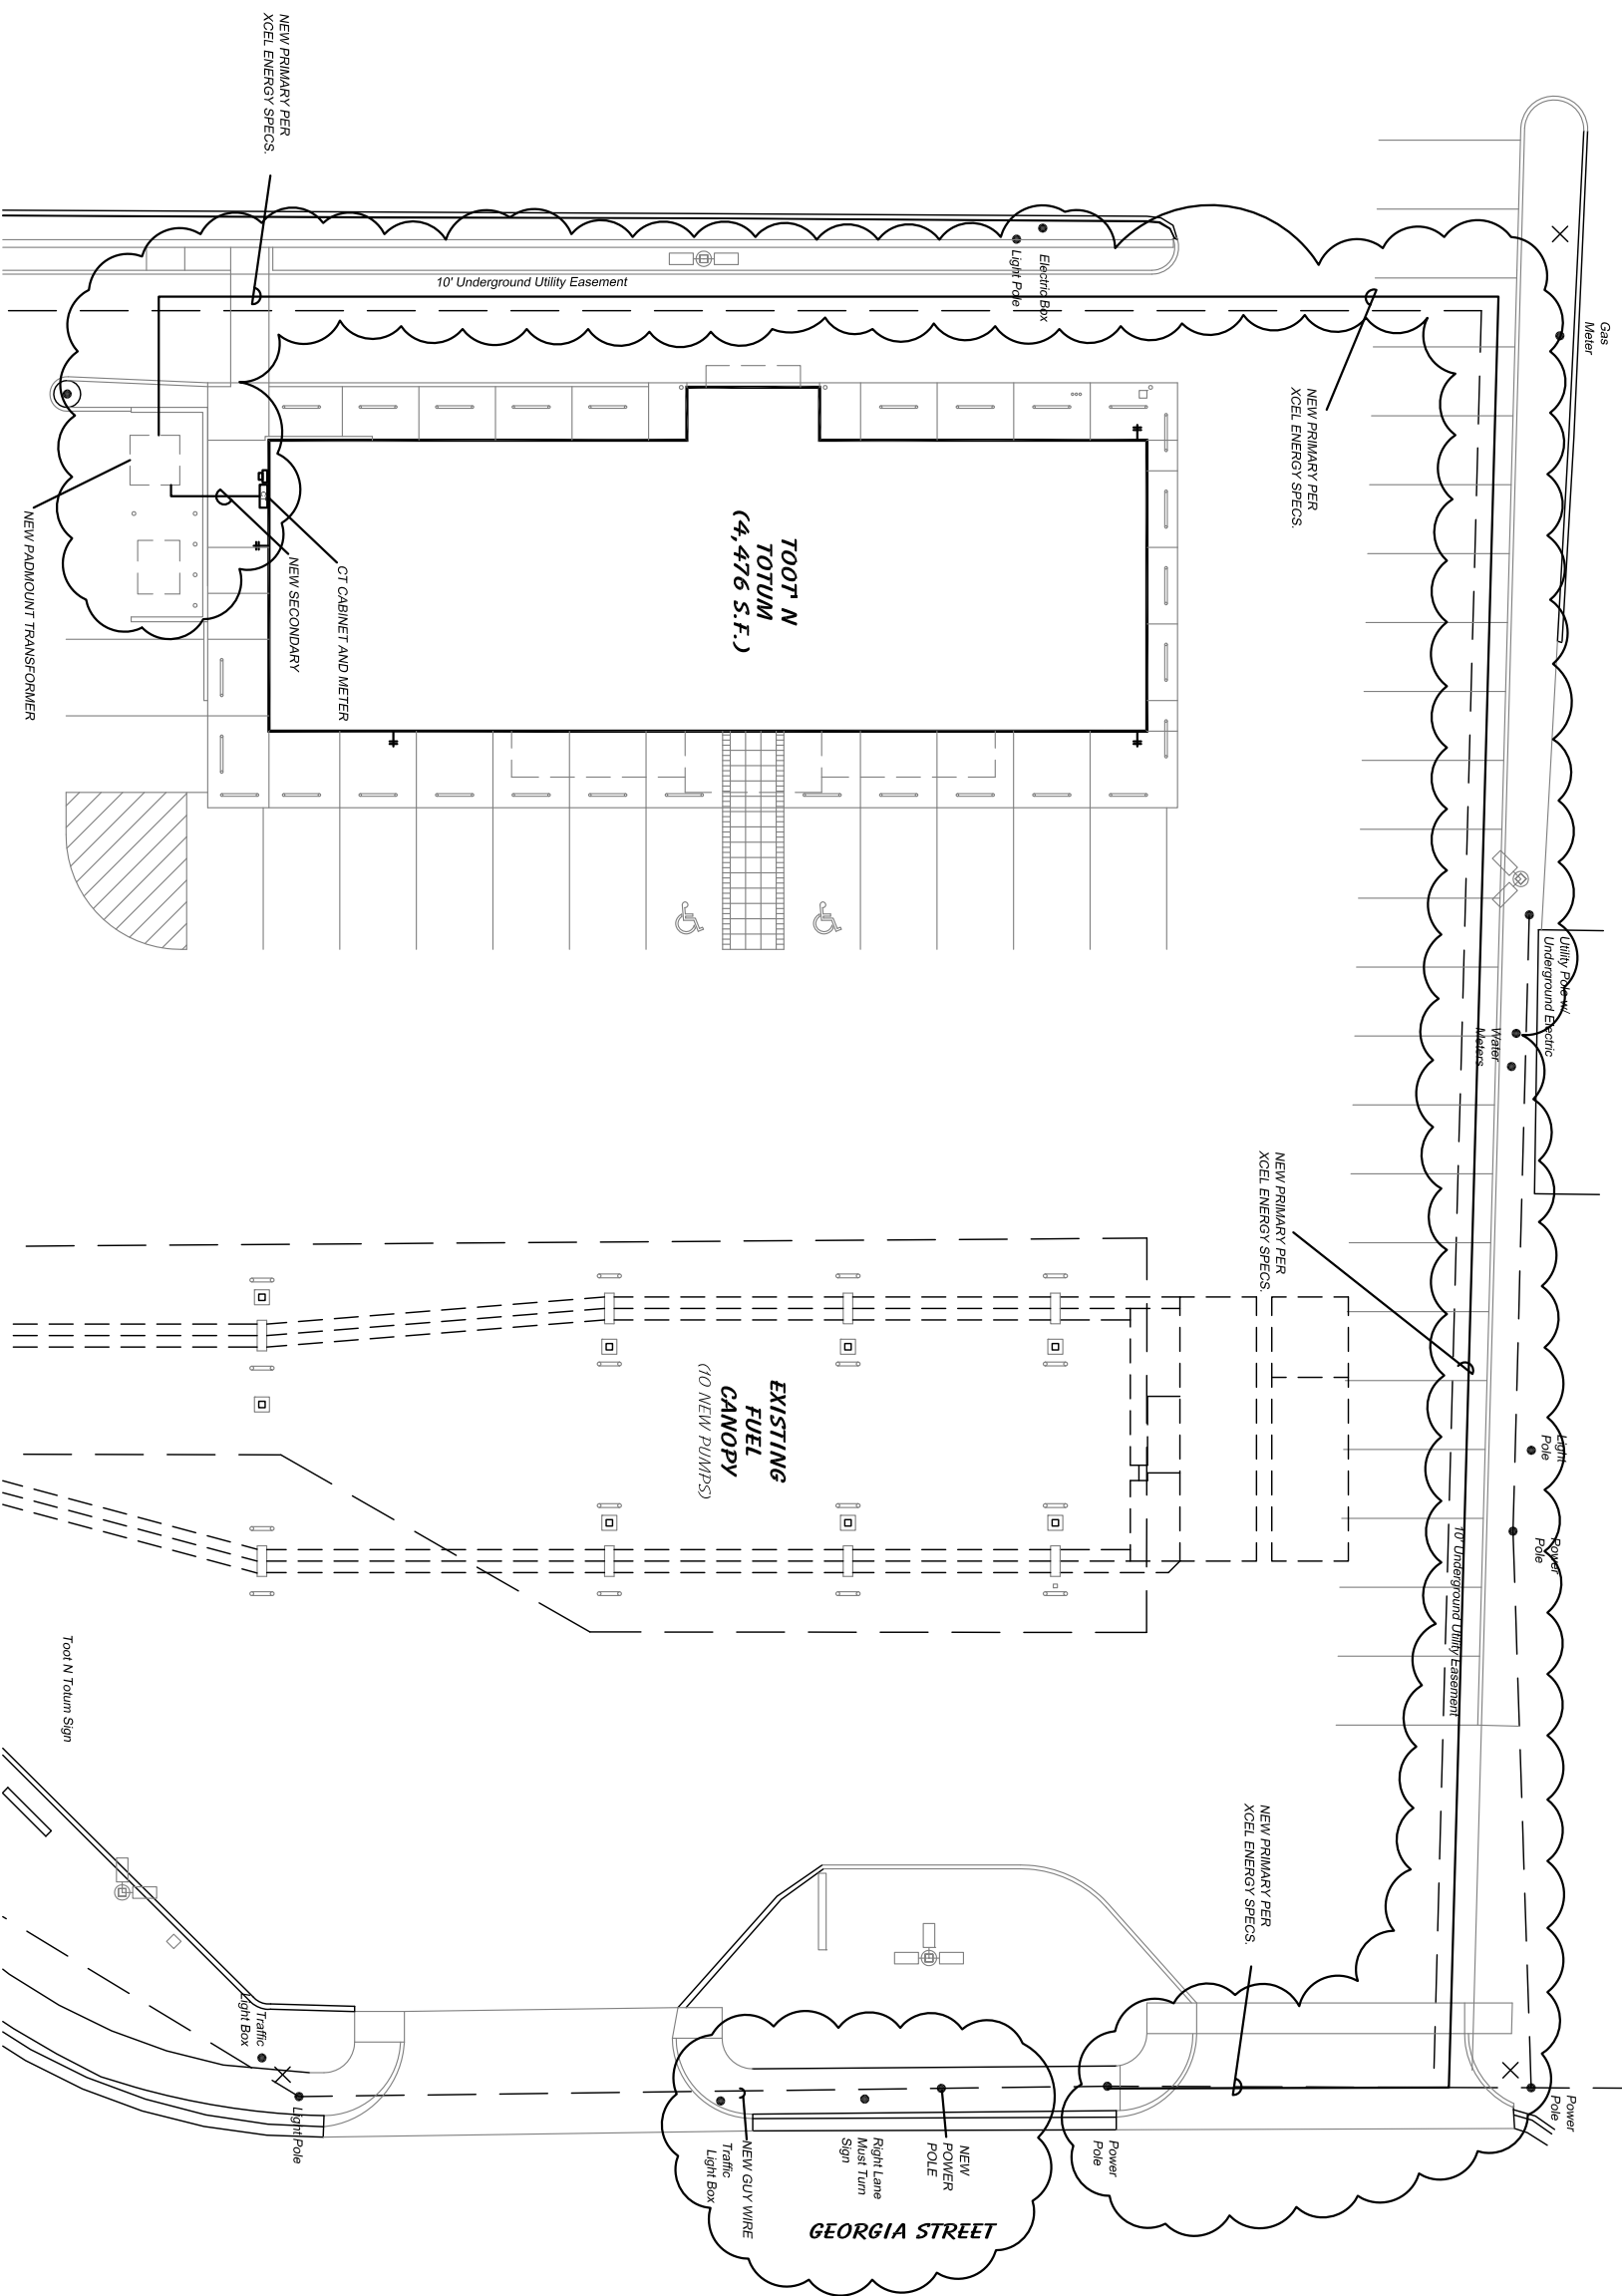 NEW PRIMARY PER
XCEL ENERGY SPECS.
10' Underground Utility Easement
Electric Box
Light Pole
Gas
Meter
NEW PRIMARY PER
XCEL ENERGY SPECS.
NEW PADMOUNT TRANSFORMER
NEW SECONDARY
CT CABINET AND METER
TOOT N
TOTUM
(4,476 S.F.)
Utility Pole w/
Underground Electric
Water
Meters
NEW PRIMARY PER
XCEL ENERGY SPECS.
EXISTING
FUEL
CANOPY
(10 NEW PUMPS)
Light
Pole
Power
Pole
10' Underground Utility Easement
Toot N Totum Sign
NEW PRIMARY PER
XCEL ENERGY SPECS.
Traffic
Light Box
Light Pole
NEW GUY WIRE
Traffic
Light Box
Right Lane
Must Turn
Sign
NEW
POWER
POLE
Power
Pole
Power
Pole
GEORGIA STREET